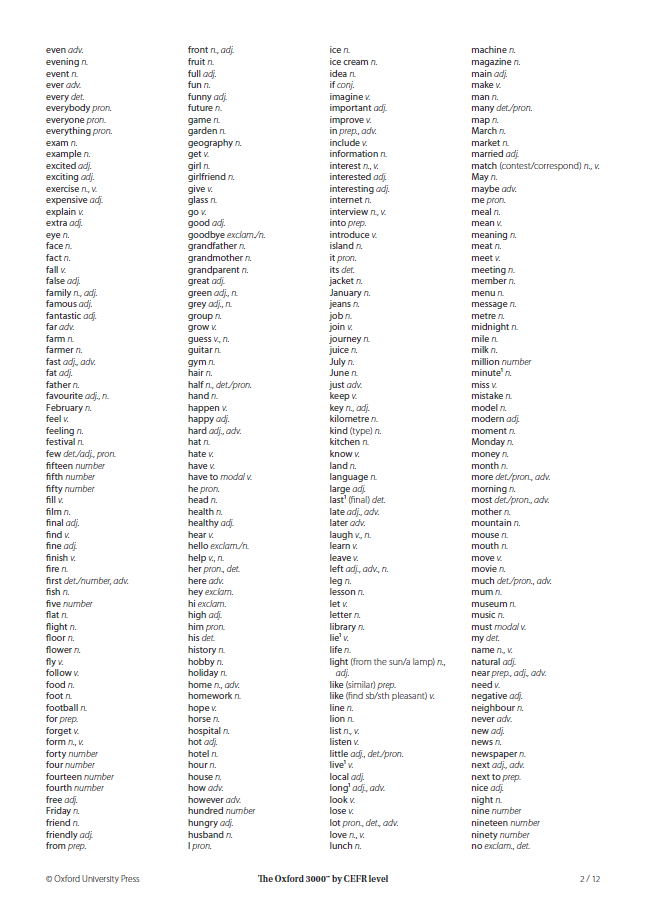 even adv.
evening n.
event n.
ever adv.
every det.
everybody pron.
everyone pron.
everything pron.
exam n.
example n.
excited adj.
exciting adj.
exercise n., v.
expensive adj.
explain v.
extra adj.
eye n.
face n.
fact n.
fall v.
false adj.
family n., adj.
famous adj.
fantastic adj.
far adv.
farm n.
farmer n.
fast adj., adv.
fat adj.
father n.
favourite adj., n.
February n.
feel v.
feeling n.
festival n.
few det./adj., pron.
fifteen number
fifth number
fifty number
fill v.
film n.
final adj.
find v.
fine adj.
finish v.
fire n.
first det./number, adv.
fish n.
five number
flat n.
flight n.
floor n.
flower n.
fly v.
follow v.
food n.
foot n.
football n.
for prep.
forget v.
form n., v.
forty number
four number
fourteen number
fourth number
free adj.
Friday n.
friend n.
friendly adj.
from prep.
front n., adj.
fruit n.
full adj.
fun n.
funny adj.
future n.
game n.
garden n.
geography n.
get v.
girl n.
girlfriend n.
give v.
glass n.
go v.
good adj.
goodbye exclam./n.
grandfather n.
grandmother n.
grandparent n.
great adj.
green adj., n.
grey adj., n.
group n.
grow v.
guess v., n.
guitar n.
gym n.
hair n.
half n., det./pron.
hand n.
happen v.
happy adj.
hard adj., adv.
hat n.
hate v.
have v.
have to modal v.
he pron.
head n.
health n.
healthy adj.
hear v.
hello exclam./n.
help v., n.
her pron., det.
here adv.
hey exclam.
hi exclam.
high adj.
him pron.
his det.
history n.
hobby n.
holiday n.
home n., adv.
homework n.
hope v.
horse n.
hospital n.
hot adj.
hotel n.
hour n.
house n.
how adv.
however adv.
hundred number
hungry adj.
husband n.
I pron.
ice n.
ice cream n.
idea n.
if conj.
imagine v.
important adj.
improve v.
in prep., adv.
include v.
information n.
interest n., v.
interested adj.
interesting adj.
internet n.
interview n., v.
into prep.
introduce v.
island n.
it pron.
its det.
jacket n.
January n.
jeans n.
job n.
join v.
journey n.
juice n.
July n.
June n.
just adv.
keep v.
key n., adj.
kilometre n.
kind (type) n.
kitchen n.
know v.
land n.
language n.
large adj.
last¹ (final) det.
late adj., adv.
later adv.
laugh v., n.
learn v.
leave v.
left adj., adv., n.
leg n.
lesson n.
let v.
letter n.
library n.
lie¹ v.
life n.
light (from the sun/a lamp) n.,
adj.
like (similar) prep.
like (find sb/sth pleasant) v.
line n.
lion n.
list n., v.
listen v.
little adj., det./pron.
live¹ v.
local adj.
long¹ adj., adv.
look v.
lose v.
lot pron., det., adv.
love n., v.
lunch n.
machine n.
magazine n.
main adj.
make v.
man n.
many det./pron.
map n.
March n.
market n.
married adj.
match (contest/correspond) n., v.
May n.
maybe adv.
me pron.
meal n.
mean v.
meaning n.
meat n.
meet v.
meeting n.
member n.
menu n.
message n.
metre n.
midnight n.
mile n.
milk n.
million number
minute¹ n.
miss v.
mistake n.
model n.
modern adj.
moment n.
Monday n.
money n.
month n.
more det./pron., adv.
morning n.
most det./pron., adv.
mother n.
mountain n.
mouse n.
mouth n.
move v.
movie n.
much det./pron., adv.
mum n.
museum n.
music n.
must modal v.
my det.
name n., v.
natural adj.
near prep., adj., adv.
need v.
negative adj.
neighbour n.
never adv.
new adj.
news n.
newspaper n.
next adj., adv.
next to prep.
nice adj.
night n.
nine number
nineteen number
ninety number
no exclam., det.
© Oxford University Press
The Oxford 3000™ by CEFR level
2 / 12